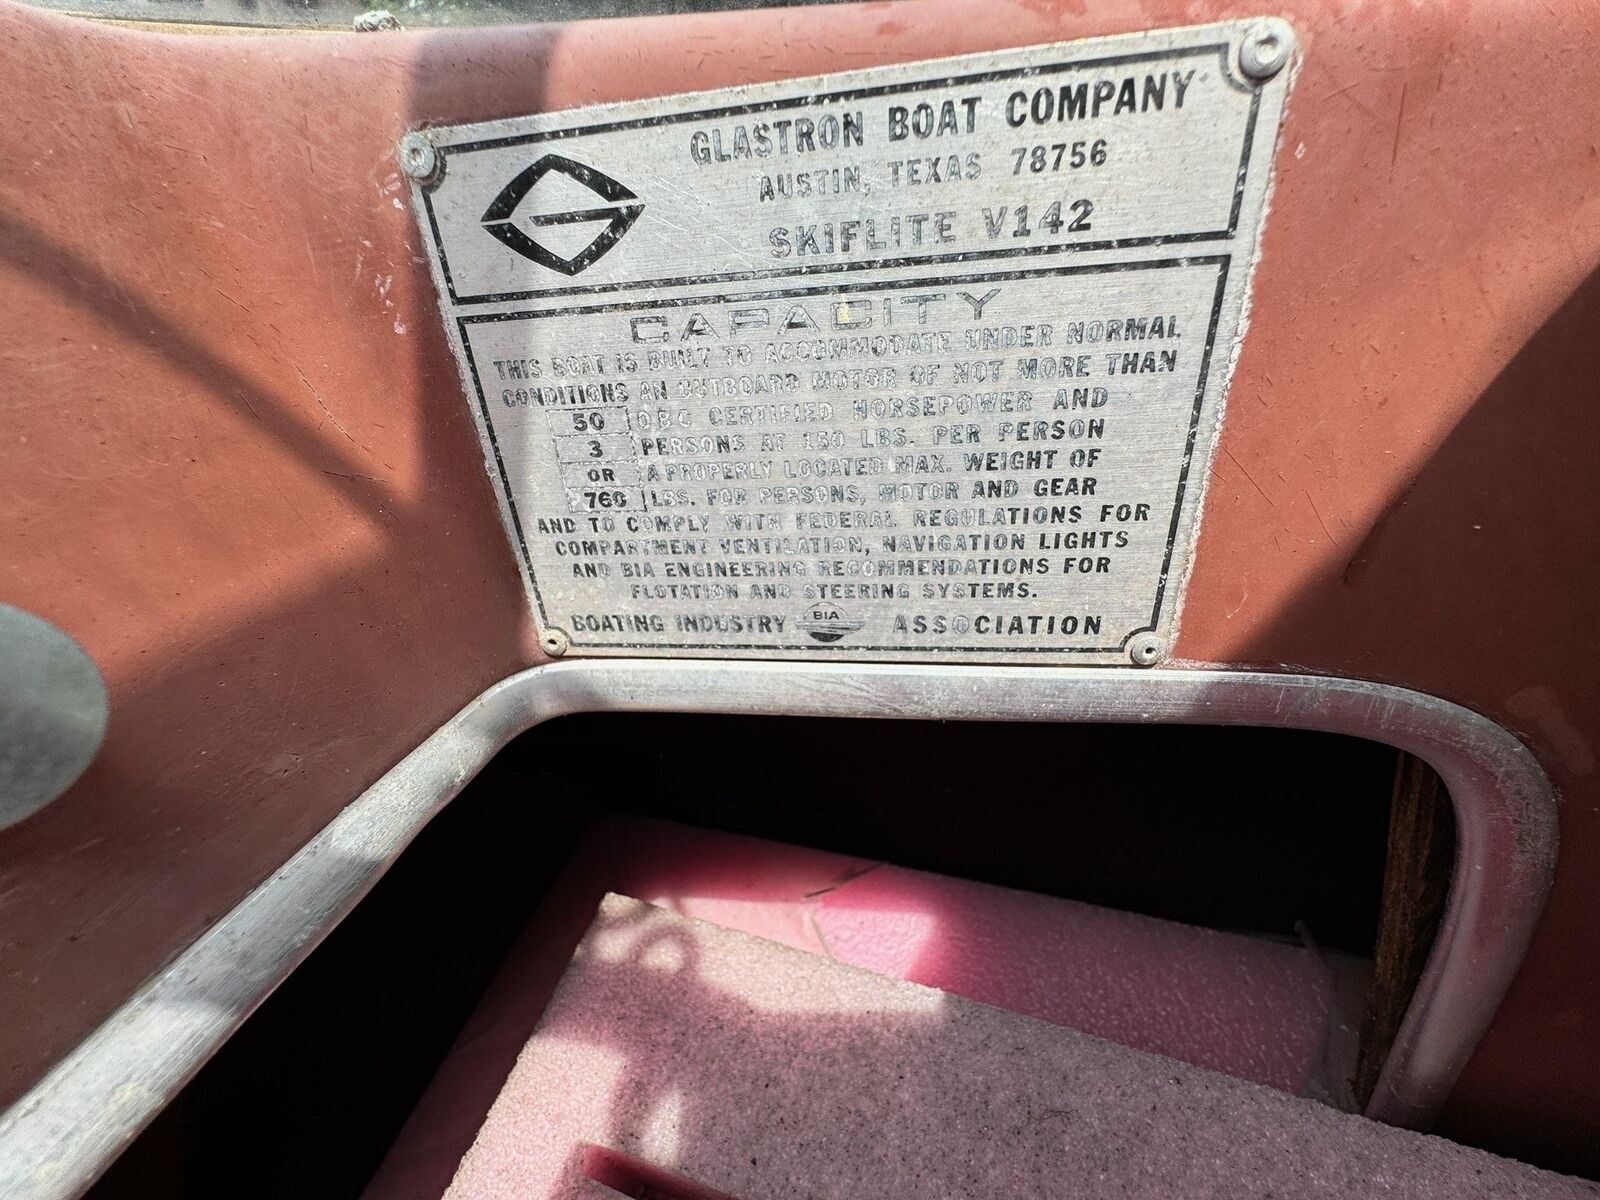 GLASTRON BOAT COMPANY
AUSTIN, TEXAS 78756
SKIFLITE V142
CAPACITY
THIS BOAT IS BUILT TO ACCOMMODATE UNDER NORMAL
CONDITIONS AN OUTBOARD MOTOR OF NOT MORE THAN
50 OBC CERTIFIED HORSEPOWER AND
3 PERSONS AT 150 LBS. PER PERSON
OR A PROPERLY LOCATED MAX. WEIGHT OF
760 LBS. FOR PERSONS, MOTOR AND GEAR
AND TO COMPLY WITH FEDERAL REGULATIONS FOR
COMPARTMENT VENTILATION, NAVIGATION LIGHTS
AND BIA ENGINEERING RECOMMENDATIONS FOR
FLOTATION AND STEERING SYSTEMS.
BOATING INDUSTRY BIA ASSOCIATION